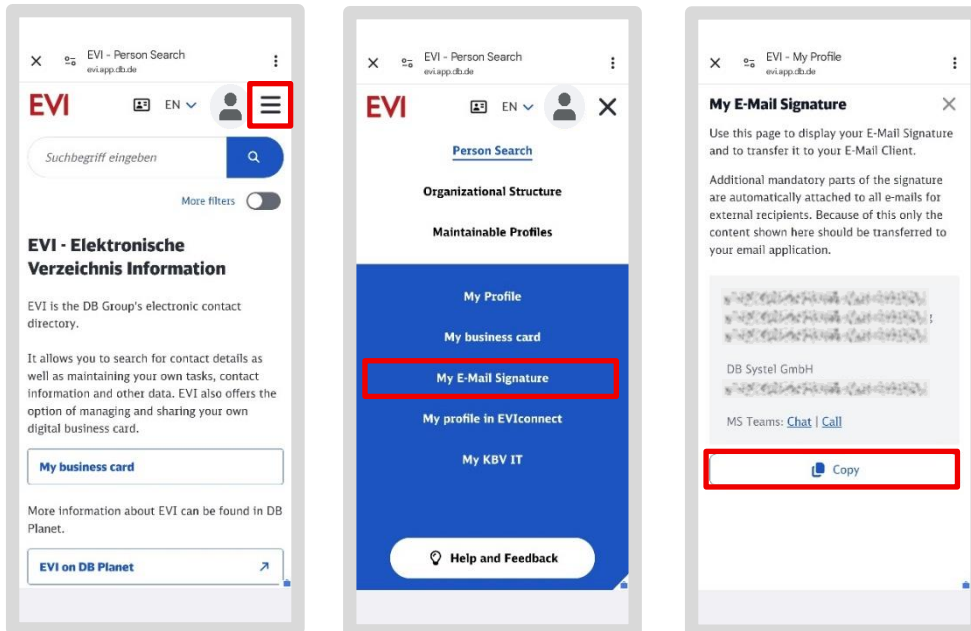 EVI - Person Search
evi.app.db.de
EVI
EN
Suchbegriff eingeben
More filters
EVI - Elektronische
Verzeichnis Information
EVI is the DB Group's electronic contact
directory.
It allows you to search for contact details as
well as maintaining your own tasks, contact
information and other data. EVI also offers the
option of managing and sharing your own
digital business card.
My business card
More information about EVI can be found in DB
Planet.
EVI on DB Planet
EVI - Person Search
evi.app.db.de
EVI
EN
Person Search
Organizational Structure
Maintainable Profiles
My Profile
My business card
My E-Mail Signature
My profile in EVIconnect
My KBV IT
Help and Feedback
EVI - My Profile
evi.app.db.de
My E-Mail Signature
Use this page to display your E-Mail Signature
and to transfer it to your E-Mail Client.
Additional mandatory parts of the signature
are automatically attached to all e-mails for
external recipients. Because of this only the
content shown here should be transferred to
your email application.
DB Systel GmbH
MS Teams: Chat | Call
Copy